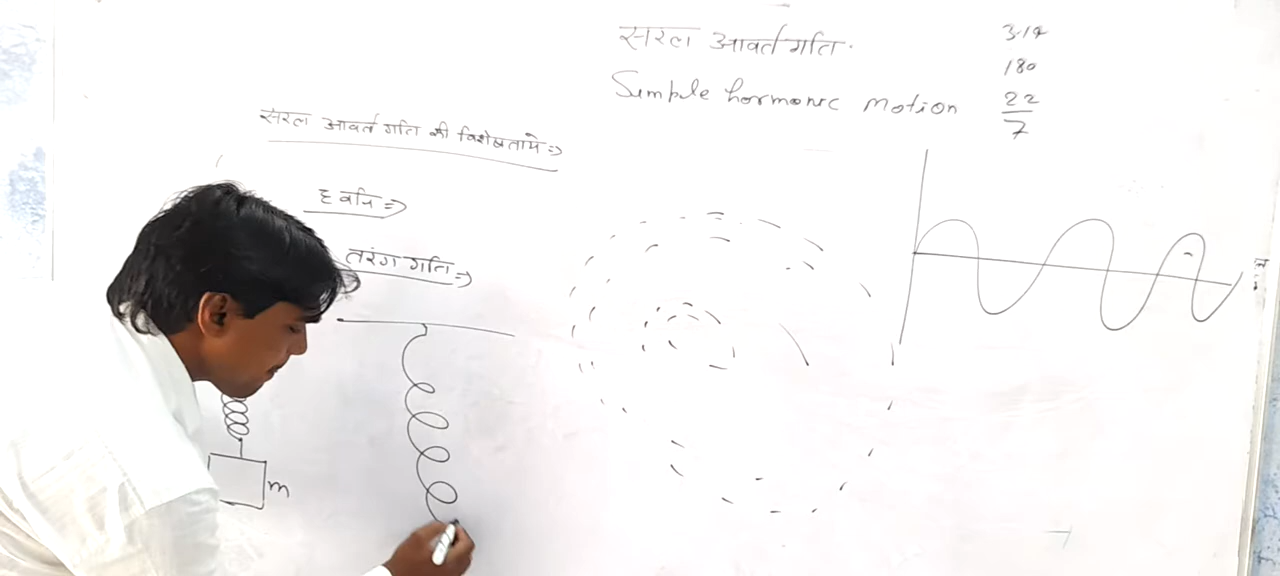 सरल आवर्त गति.
3.14
180
Simple hormonic motion
22
7
सरल आवर्त गति की विशेषतायें ⇒
ध्वनि ⇒
तरंग गति ⇒
m